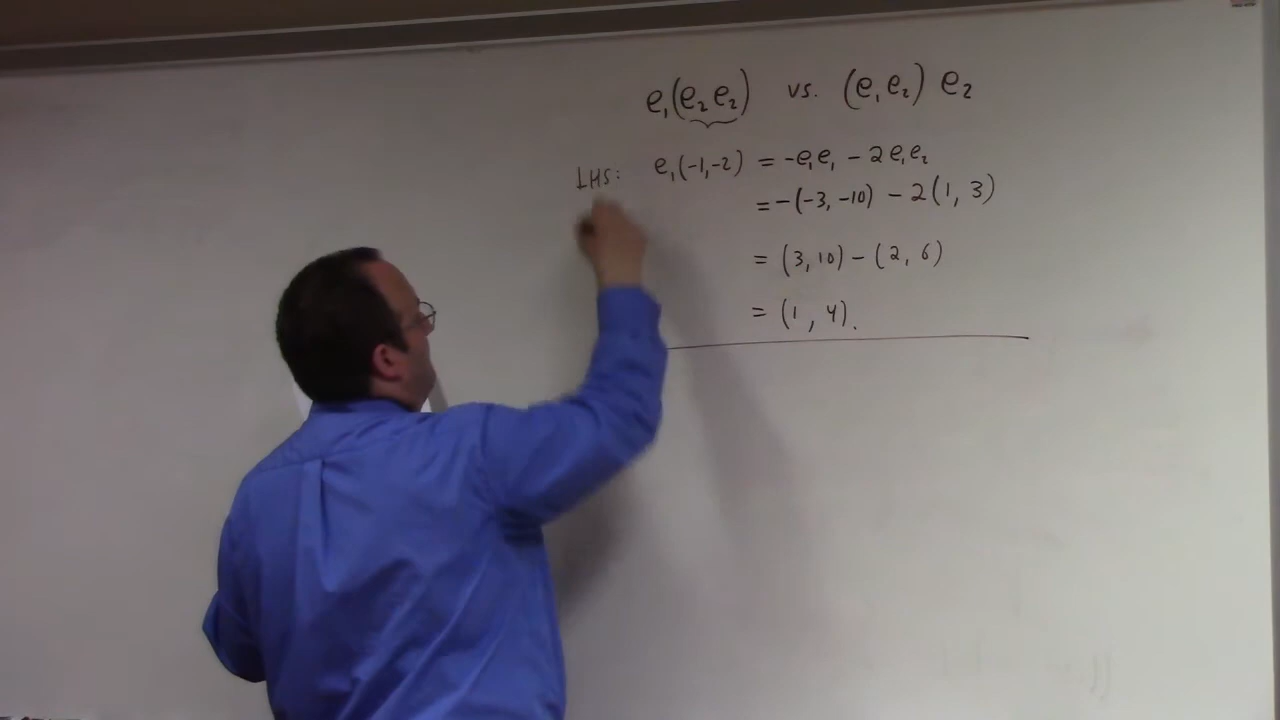 e₁(e₂e₂) vs. (e₁e₂) e₂
LHS: e₁(-1,-2) = -e₁e₁ - 2e₁e₂
= -(-3, -10) - 2(1, 3)
= (3, 10) - (2, 6)
= (1, 4).